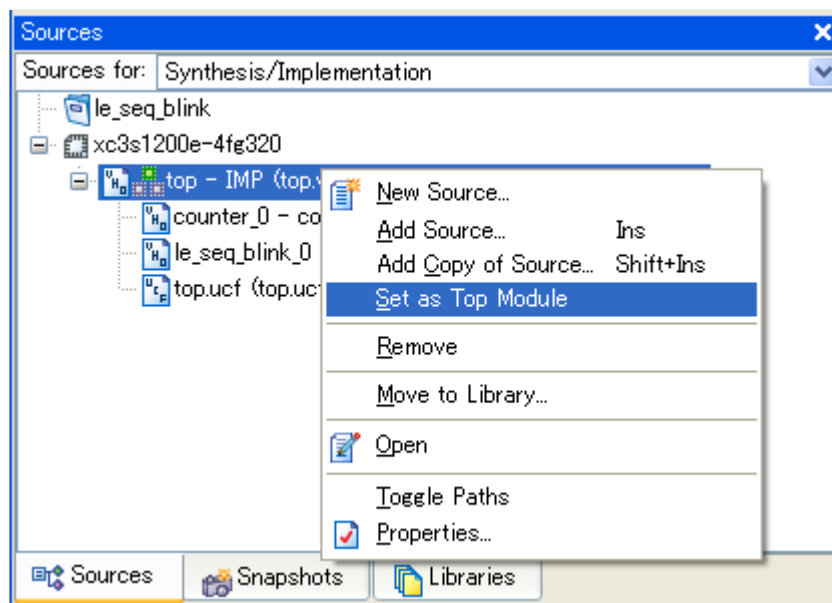 Sources
Sources for: Synthesis/Implementation
le_seq_blink
xc3s1200e-4fg320
top - IMP (top.v
counter_0 - co
le_seq_blink_0
top.ucf (top.uc
New Source...
Add Source... Ins
Add Copy of Source... Shift+Ins
Set as Top Module
Remove
Move to Library...
Open
Toggle Paths
Properties...
Sources Snapshots Libraries